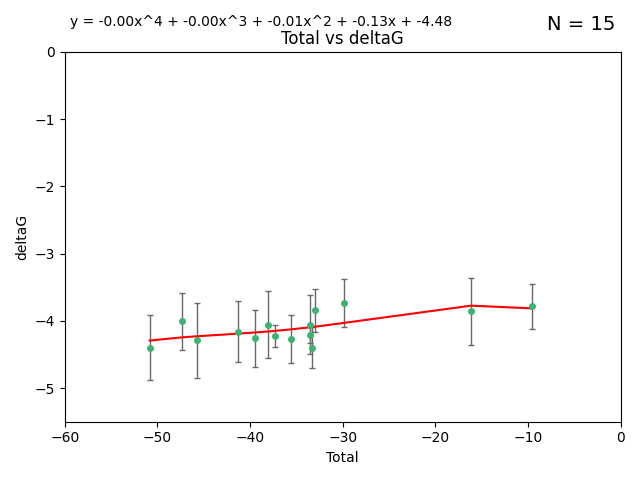 y = -0.00x^4 + -0.00x^3 + -0.01x^2 + -0.13x + -4.48
N = 15
Total vs deltaG
0
−1
−2
−3
−4
−5
deltaG
−60
−50
−40
−30
−20
−10
0
Total